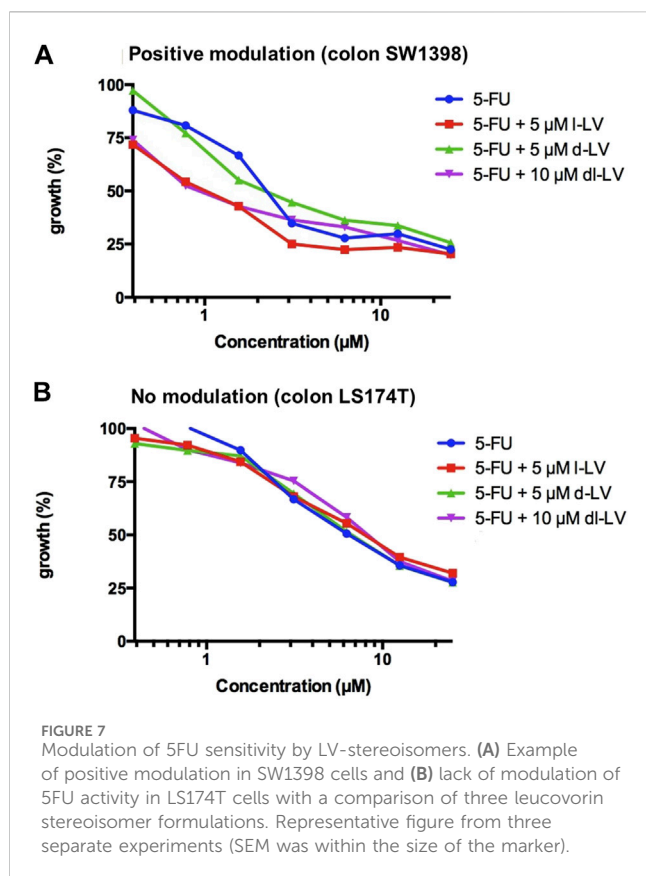 A
Positive modulation (colon SW1398)
100
75
50
25
0
growth (%)
1
10
Concentration (µM)
5-FU
5-FU + 5 µM l-LV
5-FU + 5 µM d-LV
5-FU + 10 µM dl-LV
B
No modulation (colon LS174T)
100
75
50
25
0
growth (%)
1
10
Concentration (µM)
5-FU
5-FU + 5 µM l-LV
5-FU + 5 µM d-LV
5-FU + 10 µM dl-LV
FIGURE 7
Modulation of 5FU sensitivity by LV-stereoisomers. (A) Example
of positive modulation in SW1398 cells and (B) lack of modulation of
5FU activity in LS174T cells with a comparison of three leucovorin
stereoisomer formulations. Representative figure from three
separate experiments (SEM was within the size of the marker).